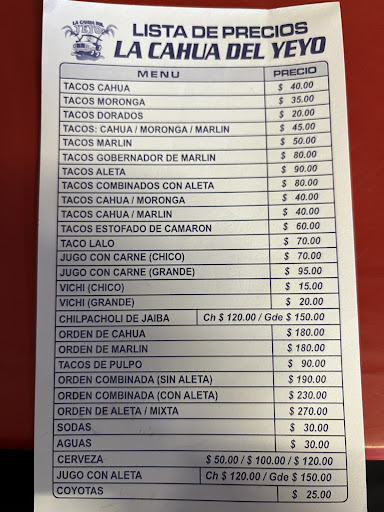 LA CAHUA DEL
YEYO
LISTA DE PRECIOS
LA CAHUA DEL YEYO
MENU PRECIO
TACOS CAHUA $ 40.00
TACOS MORONGA $ 35.00
TACOS DORADOS $ 20.00
TACOS: CAHUA / MORONGA / MARLIN $ 45.00
TACOS MARLIN $ 50.00
TACOS GOBERNADOR DE MARLIN $ 80.00
TACOS ALETA $ 90.00
TACOS COMBINADOS CON ALETA $ 80.00
TACOS CAHUA / MORONGA $ 40.00
TACOS CAHUA / MARLIN $ 40.00
TACOS ESTOFADO DE CAMARON $ 60.00
TACO LALO $ 70.00
JUGO CON CARNE (CHICO) $ 70.00
JUGO CON CARNE (GRANDE) $ 95.00
VICHI (CHICO) $ 15.00
VICHI (GRANDE) $ 20.00
CHILPACHOLI DE JAIBA Ch $ 120.00 / Gde $ 150.00
ORDEN DE CAHUA $ 180.00
ORDEN DE MARLIN $ 180.00
TACOS DE PULPO $ 90.00
ORDEN COMBINADA (SIN ALETA) $ 190.00
ORDEN COMBINADA (CON ALETA) $ 230.00
ORDEN DE ALETA / MIXTA $ 270.00
SODAS $ 30.00
AGUAS $ 30.00
CERVEZA $ 50.00 / $ 100.00 / $ 120.00
JUGO CON ALETA Ch $ 120.00 / Gde $ 150.00
COYOTAS $ 25.00